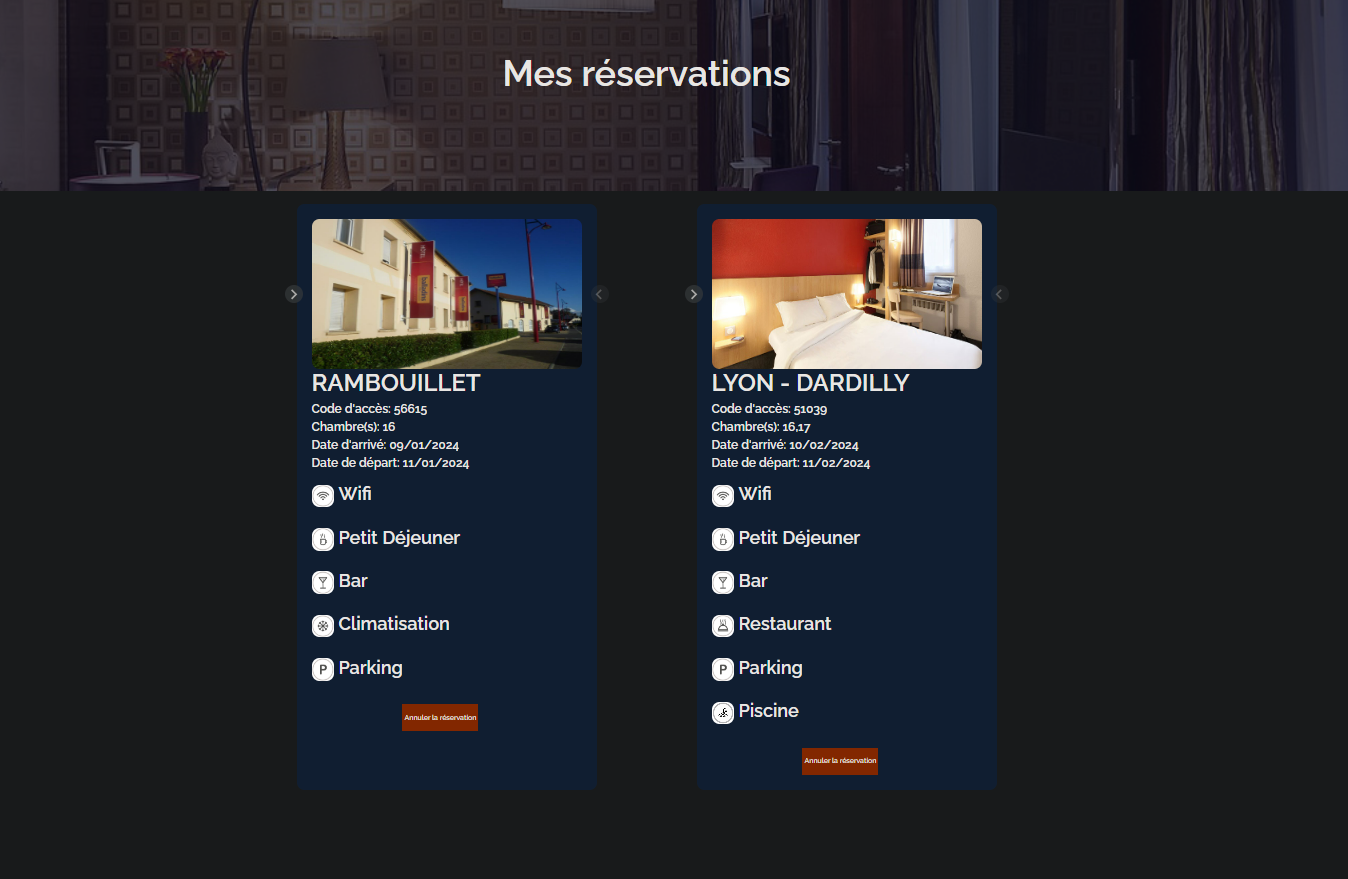 Mes réservations
RAMBOUILLET
Code d'accès: 56615
Chambre(s): 16
Date d'arrivé: 09/01/2024
Date de départ: 11/01/2024
Wifi
Petit Déjeuner
Bar
Climatisation
P Parking
Annuler la réservation
LYON - DARDILLY
Code d'accès: 51039
Chambre(s): 16,17
Date d'arrivé: 10/02/2024
Date de départ: 11/02/2024
Wifi
Petit Déjeuner
Bar
Restaurant
P Parking
Piscine
Annuler la réservation